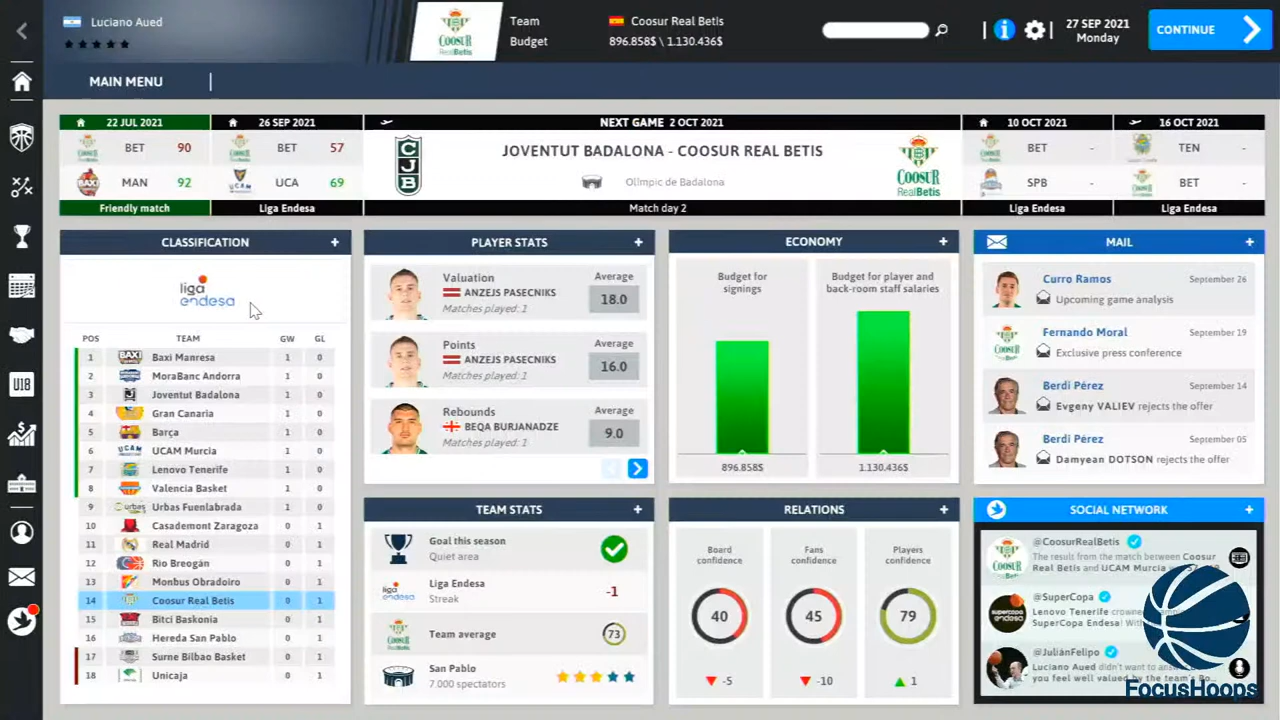 Luciano Aued
COOSUR
RealBetis
Team
Budget
Coosur Real Betis
896.858$ \ 1.130.436$
27 SEP 2021
Monday
CONTINUE
MAIN MENU
22 JUL 2021
BET 90
MAN 92
Friendly match
26 SEP 2021
BET 57
UCA 69
Liga Endesa
NEXT GAME 2 OCT 2021
CJB
JOVENTUT BADALONA - COOSUR REAL BETIS
Olímpic de Badalona
COOSUR
RealBetis
Match day 2
10 OCT 2021
BET -
SPB -
Liga Endesa
16 OCT 2021
TEN -
BET -
Liga Endesa
U18
CLASSIFICATION +
liga
endesa
POS TEAM GW GL
1 Baxi Manresa 1 0
2 MoraBanc Andorra 1 0
3 Joventut Badalona 1 0
4 Gran Canaria 1 0
5 Barça 1 0
6 UCAM Murcia 1 0
7 Lenovo Tenerife 1 0
8 Valencia Basket 1 0
9 Urbas Fuenlabrada 1 0
10 Casademont Zaragoza 0 1
11 Real Madrid 0 1
12 Rio Breogán 0 1
13 Monbus Obradoiro 0 1
14 Coosur Real Betis 0 1
15 Bitci Baskonia 0 1
16 Hereda San Pablo 0 1
17 Surne Bilbao Basket 0 1
18 Unicaja 0 1
PLAYER STATS +
Valuation
ANZEJS PASECNIKS
Matches played: 1
Average
18.0
Points
ANZEJS PASECNIKS
Matches played: 1
Average
16.0
Rebounds
BEQA BURJANADZE
Matches played: 1
Average
9.0
ECONOMY +
Budget for
signings
896.858$
Budget for player and
back-room staff salaries
1.130.436$
MAIL +
Curro Ramos September 26
Upcoming game analysis
Fernando Moral September 19
Exclusive press conference
Berdi Pérez September 14
Evgeny VALIEV rejects the offer
Berdi Pérez September 05
Damyean DOTSON rejects the offer
TEAM STATS +
Goal this season
Quiet area
Liga Endesa
Streak
-1
Team average
73
San Pablo
7.000 spectators
RELATIONS +
Board
confidence
40
-5
Fans
confidence
45
-10
Players
confidence
79
1
SOCIAL NETWORK +
@CoosurRealBetis
The result from the match between Coosur
Real Betis and UCAM Murcia
@SuperCopa
Lenovo Tenerife crowned
SuperCopa Endesa!
@JuliánFelipo
Luciano Aued didn't want to
you feel well valued by the team's
FocusHoops